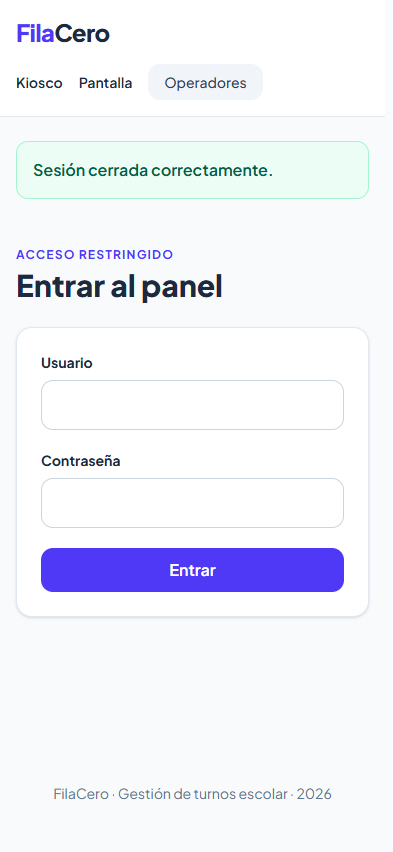 FilaCero
Kiosco Pantalla Operadores
Sesión cerrada correctamente.
ACCESO RESTRINGIDO
Entrar al panel
Usuario
Contraseña
Entrar
FilaCero · Gestión de turnos escolar · 2026